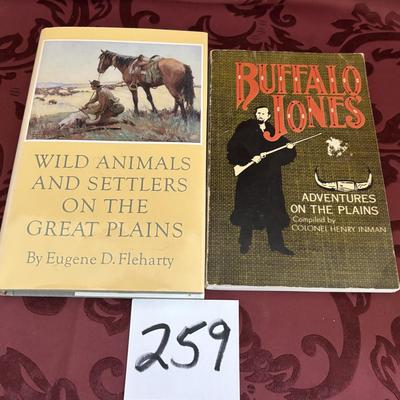 WILD ANIMALS
AND SETTLERS
ON THE
GREAT PLAINS
By Eugene D. Fleharty
BUFFALO
JONES
ADVENTURES
ON THE PLAINS
Compiled by
COLONEL HENRY INMAN
259